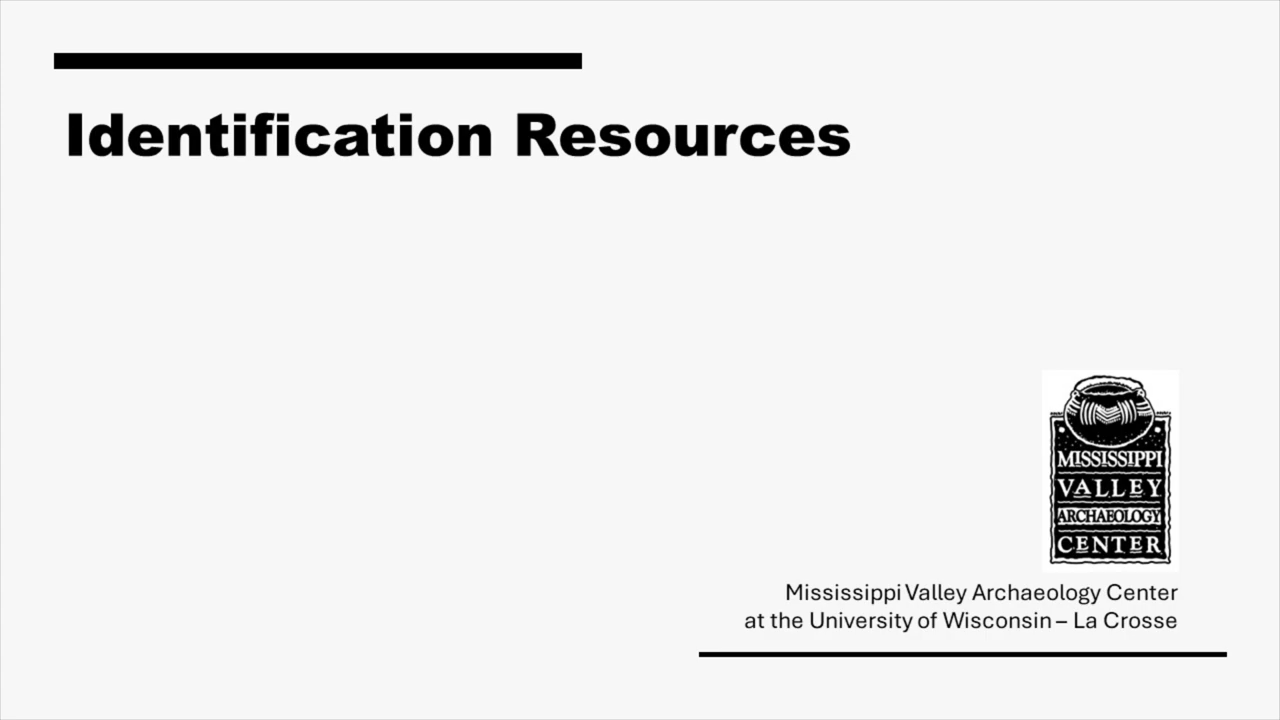 Identification Resources
MISSISSIPPI
VALLEY
ARCHAEOLOGY
CENTER
Mississippi Valley Archaeology Center
at the University of Wisconsin – La Crosse